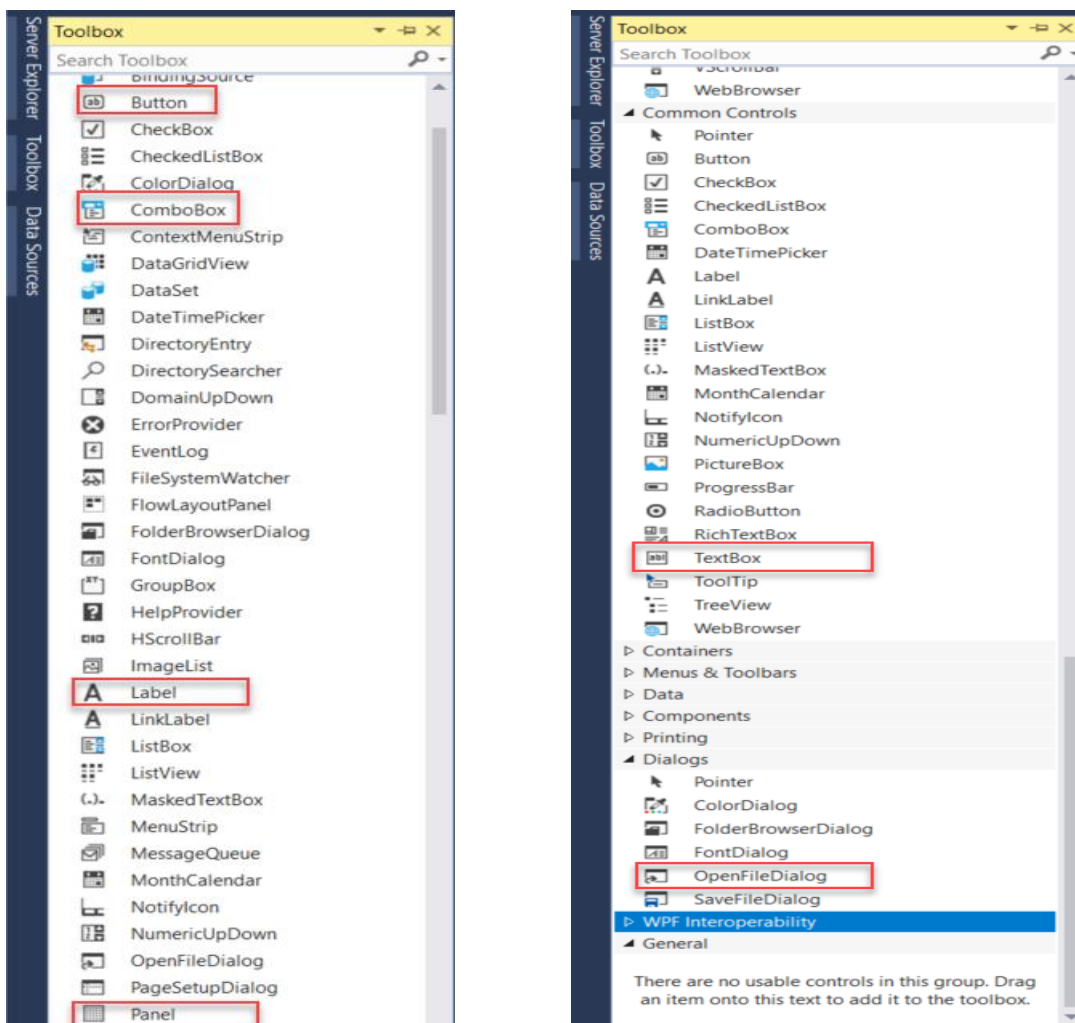 Server Explorer
Toolbox
Data Sources
Toolbox
Search Toolbox
BindingSource
Button
CheckBox
CheckedListBox
ColorDialog
ComboBox
ContextMenuStrip
DataGridView
DataSet
DateTimePicker
DirectoryEntry
DirectorySearcher
DomainUpDown
ErrorProvider
EventLog
FileSystemWatcher
FlowLayoutPanel
FolderBrowserDialog
FontDialog
GroupBox
HelpProvider
HScrollBar
ImageList
Label
LinkLabel
ListBox
ListView
MaskedTextBox
MenuStrip
MessageQueue
MonthCalendar
NotifyIcon
NumericUpDown
OpenFileDialog
PageSetupDialog
Panel
Server Explorer
Toolbox
Data Sources
Toolbox
Search Toolbox
VScrollBar
WebBrowser
Common Controls
Pointer
Button
CheckBox
CheckedListBox
ComboBox
DateTimePicker
Label
LinkLabel
ListBox
ListView
MaskedTextBox
MonthCalendar
NotifyIcon
NumericUpDown
PictureBox
ProgressBar
RadioButton
RichTextBox
TextBox
ToolTip
TreeView
WebBrowser
Containers
Menus & Toolbars
Data
Components
Printing
Dialogs
Pointer
ColorDialog
FolderBrowserDialog
FontDialog
OpenFileDialog
SaveFileDialog
WPF Interoperability
General
There are no usable controls in this group. Drag
an item onto this text to add it to the toolbox.